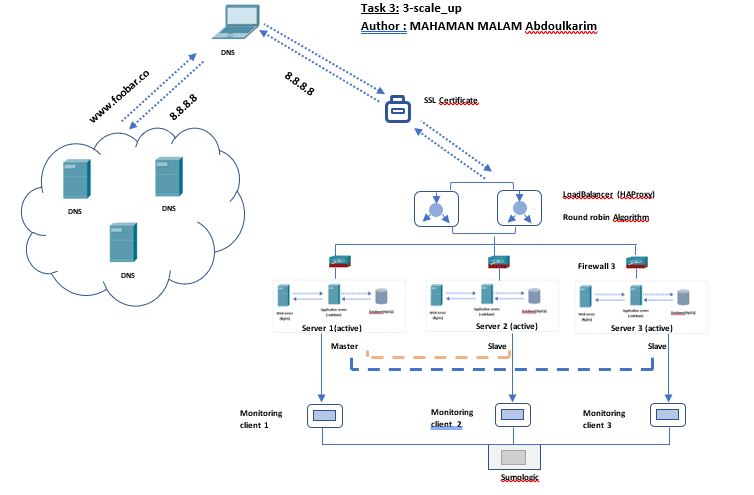 Task 3: 3-scale_up
Author : MAHAMAN MALAM Abdoulkarim
DNS
www.foobar.co
8.8.8.8
8.8.8.8
SSL Certificate
DNS
DNS
DNS
LoadBalancer (HAProxy)
Round robin Algorithm
Firewall 3
Web server
(Nginx)
Application server
(codebase)
Database(MySQL)
Server 1(active)
Web server
(Nginx)
Application server
(codebase)
Database(MySQL)
Server 2 (active)
Web server
(Nginx)
Application server
(codebase)
Database(MySQL)
Server 3 (active)
Master
Slave
Slave
Monitoring
client 1
Monitoring
client 2
Monitoring
client 3
Sumologic